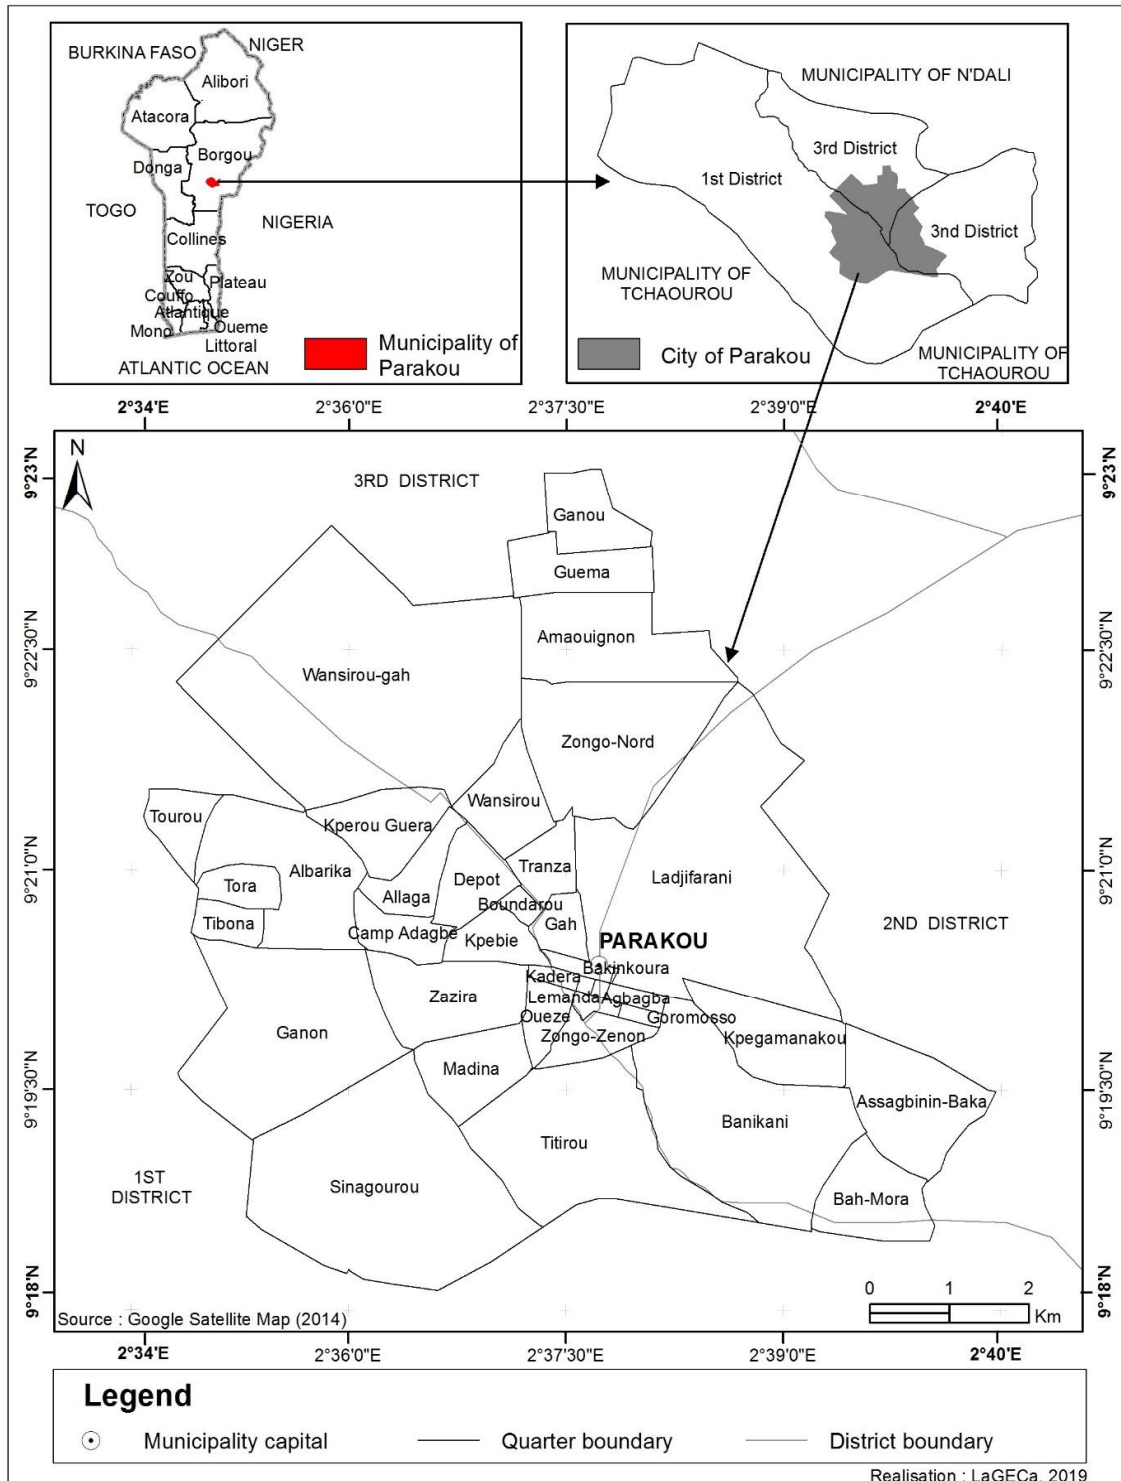 BURKINA FASO
NIGER
Alibori
Atacora
Borgou
Donga
TOGO
NIGERIA
Collines
Zou
Plateau
Couffo
Atlantique
Mono
Oueme
Littoral
ATLANTIC OCEAN
Municipality of
Parakou
MUNICIPALITY OF N'DALI
3rd District
1st District
3nd District
MUNICIPALITY OF
TCHAOUROU
City of Parakou
MUNICIPALITY OF
TCHAOUROU
2°34'E
2°36'0"E
2°37'30"E
2°39'0"E
2°40'E
N
9°23'N
9°23'N
3RD DISTRICT
Ganou
Guema
Amaouignon
9°22'30"N
9°22'30"N
Wansirou-gah
Zongo-Nord
Wansirou
Tourou
Kperou Guera
Tranza
9°21'0"N
9°21'0"N
Albarika
Depot
Ladjifarani
Tora
Allaga
Boundarou
Tibona
Gah
2ND DISTRICT
Camp Adagbe
Kpebie
PARAKOU
Bakinkoura
Kadera
Zazira
Lemanda
Agbagba
Oueze
Goromosso
Ganon
Zongo-Zenon
Kpegamanakou
Madina
9°19'30"N
9°19'30"N
Assagbinin-Baka
Banikani
Titirou
1ST
DISTRICT
Sinagourou
Bah-Mora
9°18'N
9°18'N
0 1 2
Km
Source : Google Satellite Map (2014)
2°34'E
2°36'0"E
2°37'30"E
2°39'0"E
2°40'E
Legend
Municipality capital
Quarter boundary
District boundary
Realisation : LaGECa, 2019